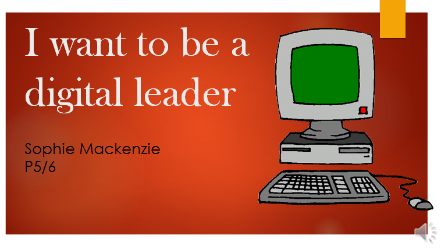 I want to be a
digital leader
Sophie Mackenzie
P5/6